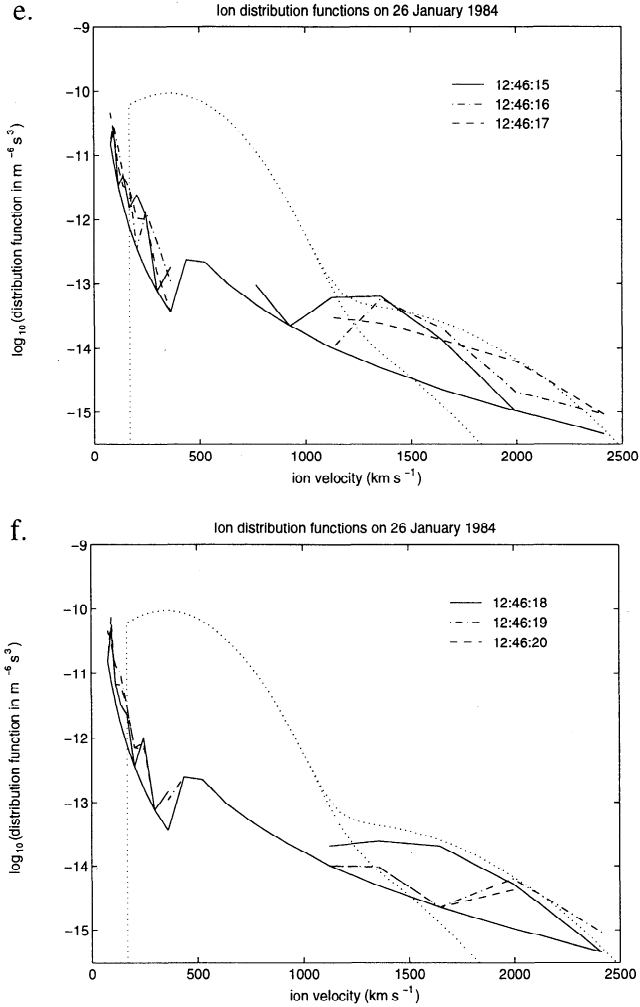 e.
Ion distribution functions on 26 January 1984
-9
-10
-11
-12
-13
-14
-15
log₁₀(distribution function in m⁻⁶ s³)
12:46:15
12:46:16
12:46:17
0 500 1000 1500 2000 2500
ion velocity (km s⁻¹)
f.
Ion distribution functions on 26 January 1984
-9
-10
-11
-12
-13
-14
-15
log₁₀(distribution function in m⁻⁶ s³)
12:46:18
12:46:19
12:46:20
0 500 1000 1500 2000 2500
ion velocity (km s⁻¹)